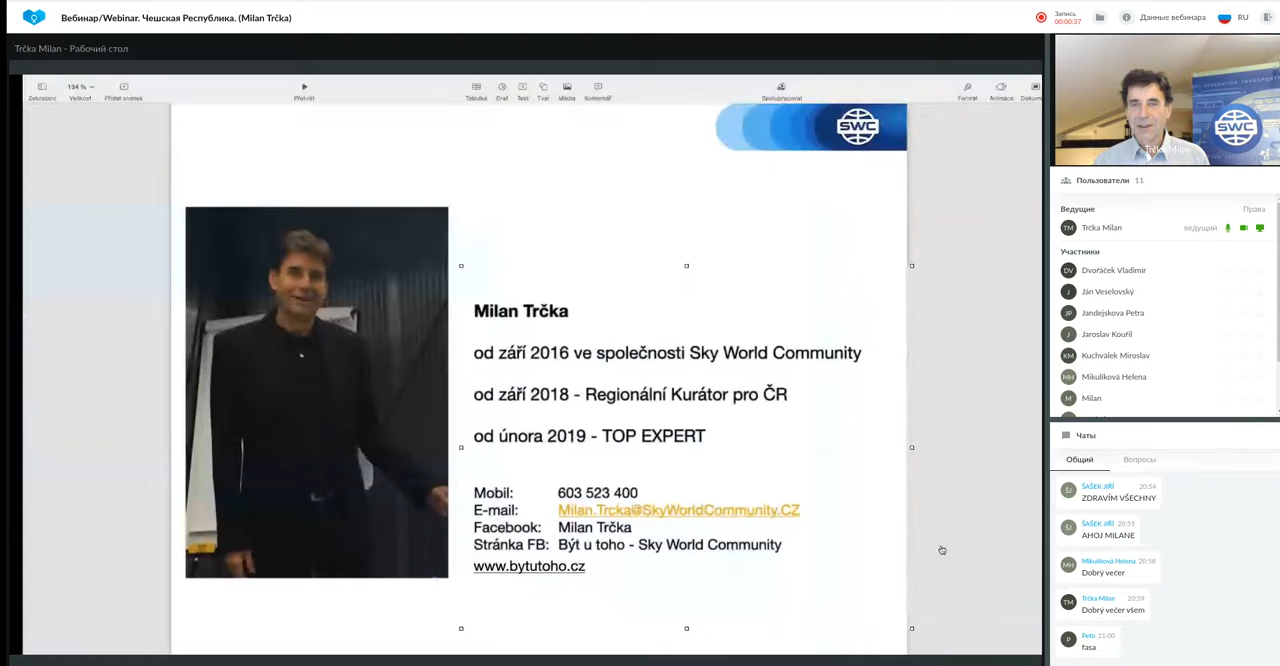 Вебинар/Webinar. Чешская Республика. (Milan Trčka)
Запись
00:00:37
Данные вебинара
RU
Trčka Milan - Рабочий стол
Zobrazení
134 %
Velikost
Přidat snímek
Přehrát
Tabulka
Graf
Text
Tvar
Média
Komentář
Spolupracovat
Formát
Animace
Dokum
SWC
Milan Trčka
od září 2016 ve společnosti Sky World Community
od září 2018 - Regionální Kurátor pro ČR
od února 2019 - TOP EXPERT
Mobil: 603 523 400
E-mail: Milan.Trcka@SkyWorldCommunity.CZ
Facebook: Milan Trčka
Stránka FB: Být u toho - Sky World Community
www.bytutoho.cz
SWC
Trčka Milan
Пользователи 11
Ведущие Права
TM Trčka Milan ведущий
Участники
DV Dvořáček Vladimír
J Ján Veselovský
JP Jandejskova Petra
J Jaroslav Kouřil
KM Kuchválek Miroslav
MH Mikulíková Helena
M Milan
Чаты
Общий Вопросы
ŠJ ŠAŠEK JIŘÍ 20:54
ZDRAVÍM VŠECHNY
ŠJ ŠAŠEK JIŘÍ 20:55
AHOJ MILANE
MH Mikulíková Helena 20:58
Dobrý večer
TM Trčka Milan 20:59
Dobrý večer všem
P Peťo 21:00
fasa